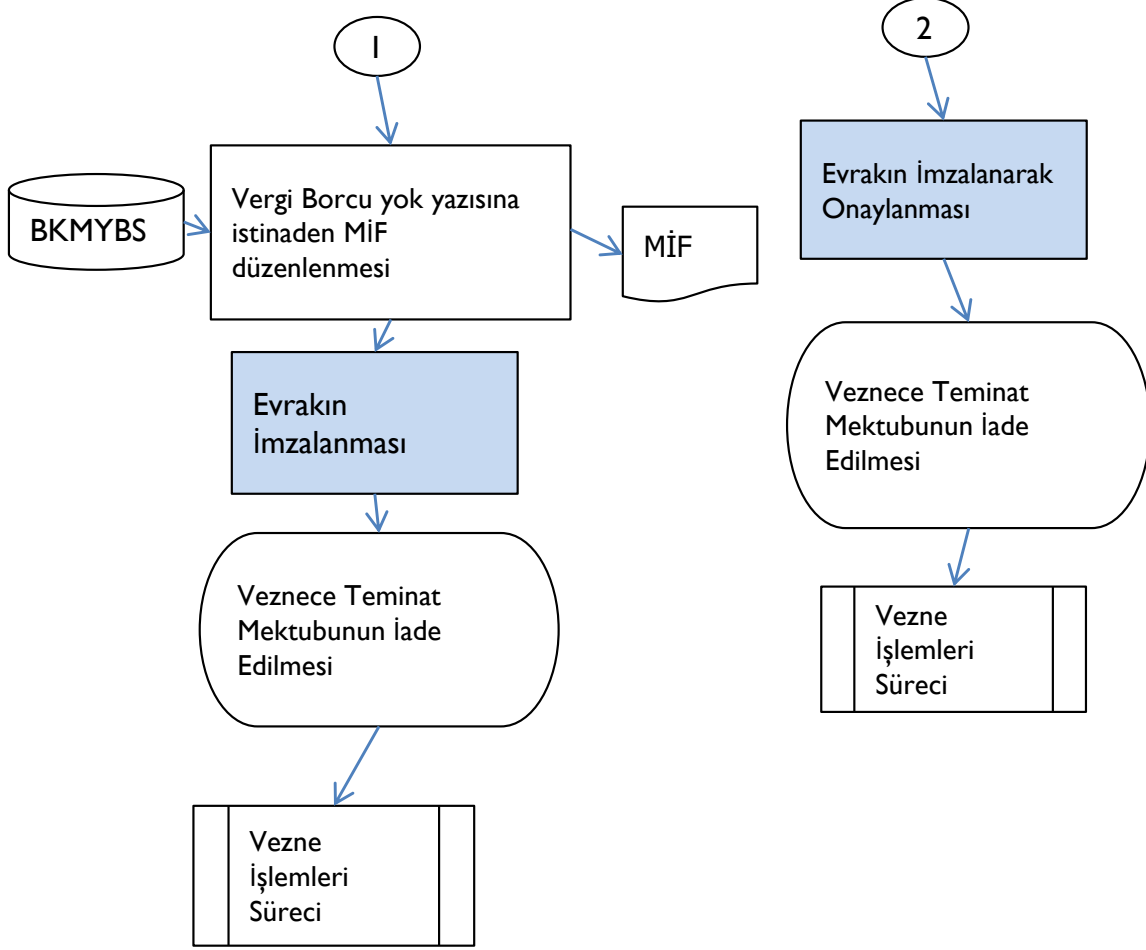 1
BKMYBS
Vergi Borcu yok yazısına
istinaden MİF
düzenlenmesi
MİF
Evrakın
İmzalanması
Veznece Teminat
Mektubunun İade
Edilmesi
Vezne
İşlemleri
Süreci
2
Evrakın İmzalanarak
Onaylanması
Veznece Teminat
Mektubunun İade
Edilmesi
Vezne
İşlemleri
Süreci